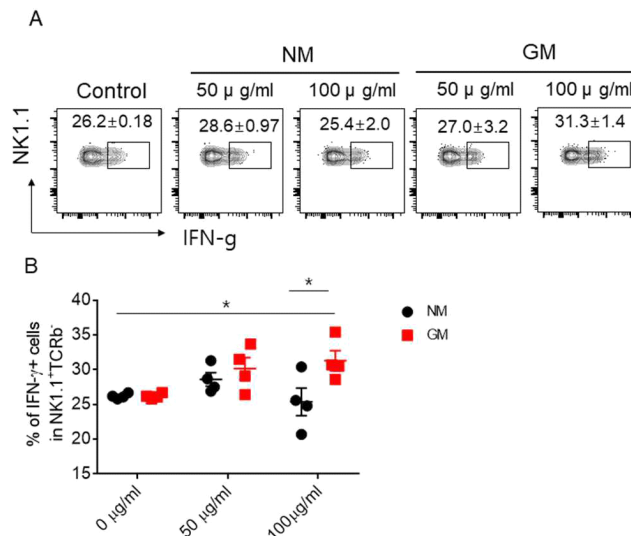 A
NM
GM
Control
50 μ g/ml
100 μ g/ml
50 μ g/ml
100 μ g/ml
NK1.1
26.2±0.18
28.6±0.97
25.4±2.0
27.0±3.2
31.3±1.4
IFN-g
B
% of IFN-γ+ cells
in NK1.1⁺TCRb⁻
40
35
30
25
20
15
*
*
NM
GM
0 μg/ml
50 μg/ml
100μg/ml